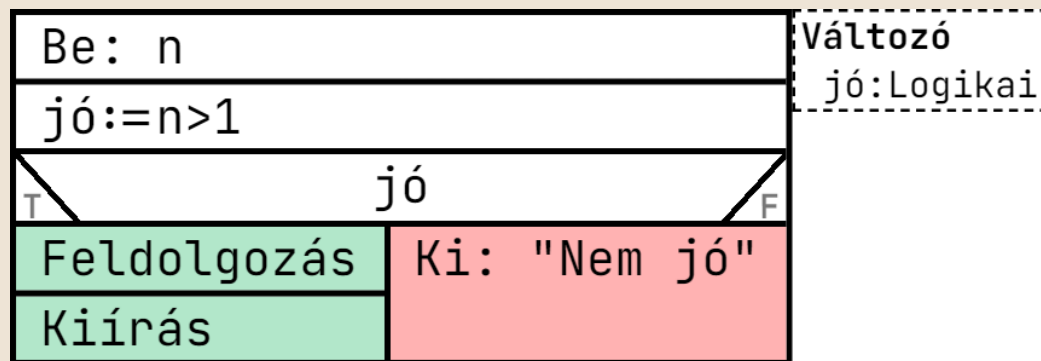 Be: n
jó:=n>1
jó
T
F
Feldolgozás
Kiírás
Ki: "Nem jó"
Változó
jó:Logikai